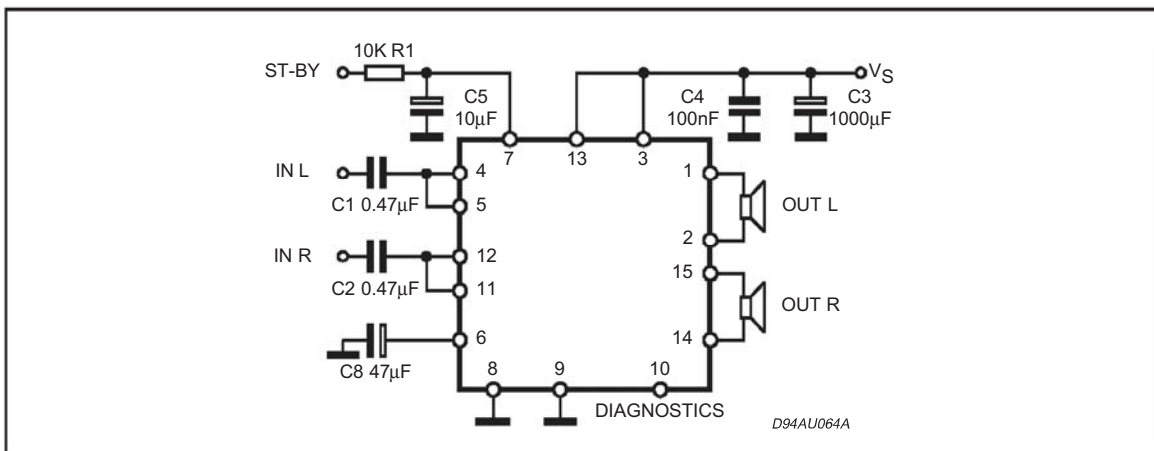 10K R1
ST-BY
C5
10μF
C4
100nF
V_S
C3
1000μF
7
13
3
IN L
4
C1 0.47μF
5
1
OUT L
2
IN R
12
C2 0.47μF
11
15
OUT R
14
6
C8 47μF
8
9
10
DIAGNOSTICS
D94AU064A